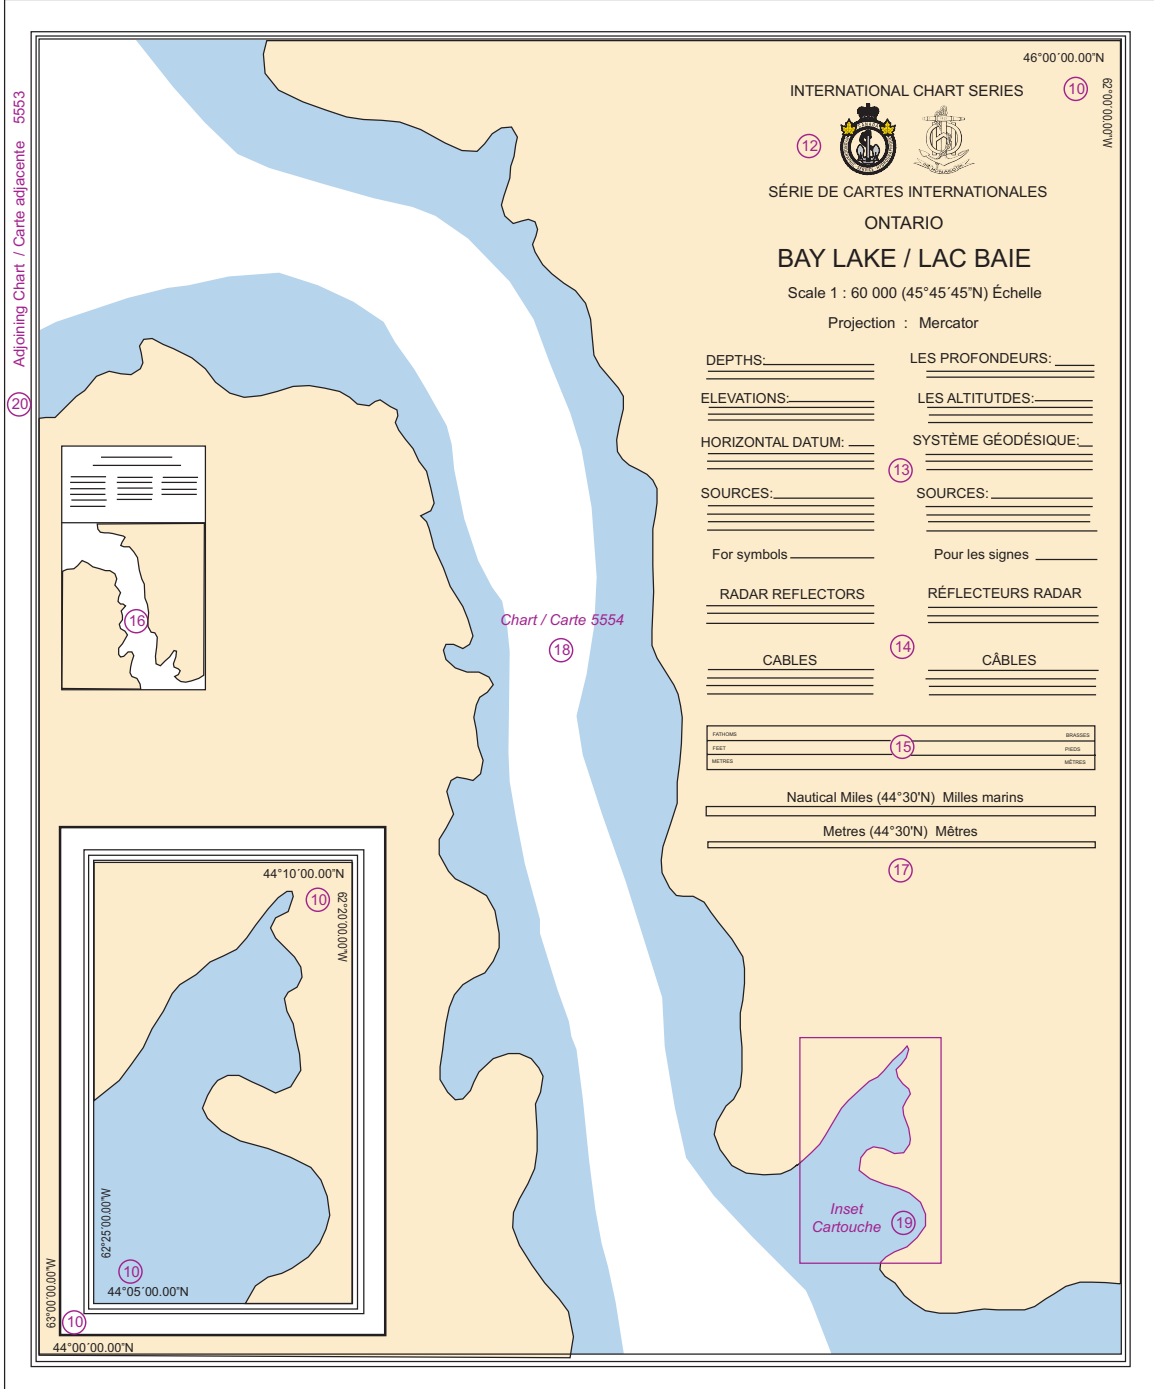 46°00´00.00"N
62°00´00.00"W
10
INTERNATIONAL CHART SERIES
12
CANADA
SÉRIE DE CARTES INTERNATIONALES
ONTARIO
BAY LAKE / LAC BAIE
Scale 1 : 60 000 (45°45´45"N) Échelle
Projection : Mercator
Adjoining Chart / Carte adjacente 5553
20
DEPTHS: LES PROFONDEURS:
ELEVATIONS: LES ALTITUTDES:
HORIZONTAL DATUM: SYSTÈME GÉODÉSIQUE:
13
SOURCES: SOURCES:
For symbols Pour les signes
RADAR REFLECTORS RÉFLECTEURS RADAR
14
CABLES CÂBLES
16
Chart / Carte 5554
18
FATHOMS BRASSES
FEET 15 PIEDS
METRES MÈTRES
Nautical Miles (44°30'N) Milles marins
Metres (44°30'N) Mêtres
17
44°10´00.00"N
10
62°20´00.00"W
62°25´00.00"W
10
44°05´00.00"N
63°00´00.00"W
10
44°00´00.00"N
Inset
Cartouche
19